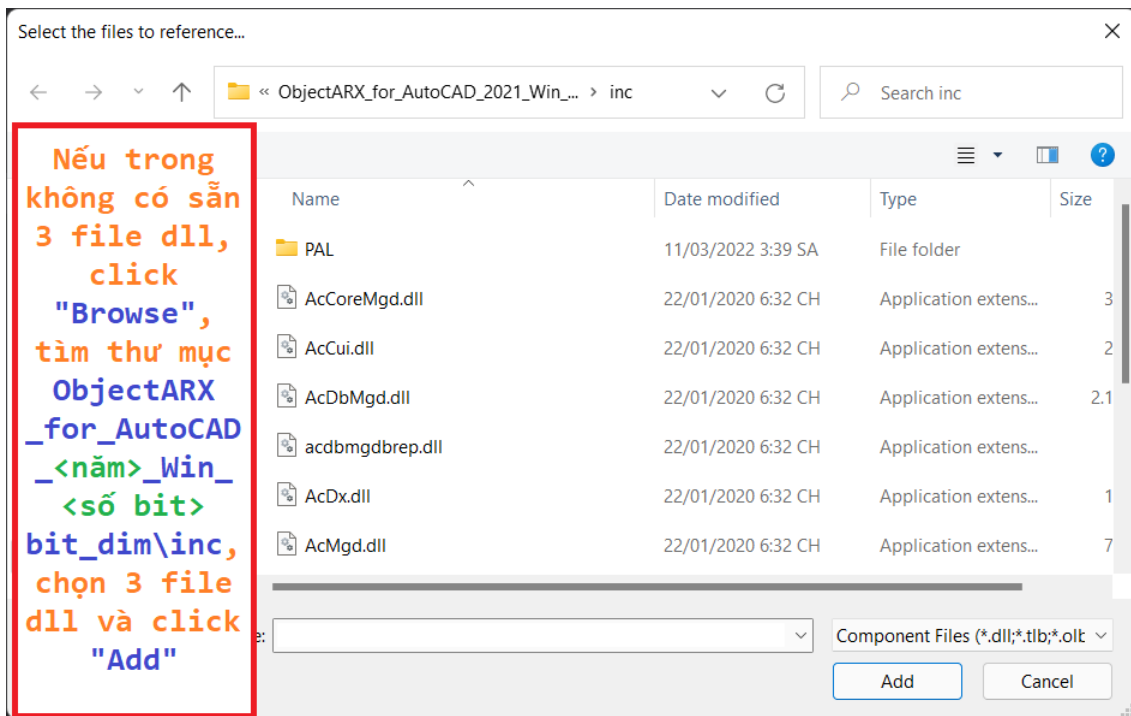 Select the files to reference...
« ObjectARX_for_AutoCAD_2021_Win_... > inc
Search inc
Nếu trong
không có sẵn
3 file dll,
click
"Browse",
tìm thư mục
ObjectARX
_for_AutoCAD
_<năm>_Win_
<số bit>
bit_dim\inc,
chọn 3 file
dll và click
"Add"
Name Date modified Type Size
PAL 11/03/2022 3:39 SA File folder
AcCoreMgd.dll 22/01/2020 6:32 CH Application extens... 3
AcCui.dll 22/01/2020 6:32 CH Application extens... 2
AcDbMgd.dll 22/01/2020 6:32 CH Application extens... 2.1
acdbmgdbrep.dll 22/01/2020 6:32 CH Application extens...
AcDx.dll 22/01/2020 6:32 CH Application extens... 1
AcMgd.dll 22/01/2020 6:32 CH Application extens... 7
e:
Component Files (*.dll;*.tlb;*.olb
Add Cancel